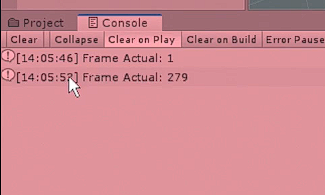 Project Console
Clear Collapse Clear on Play Clear on Build Error Pause
[14:05:46] Frame Actual: 1
Frame Actual: 279